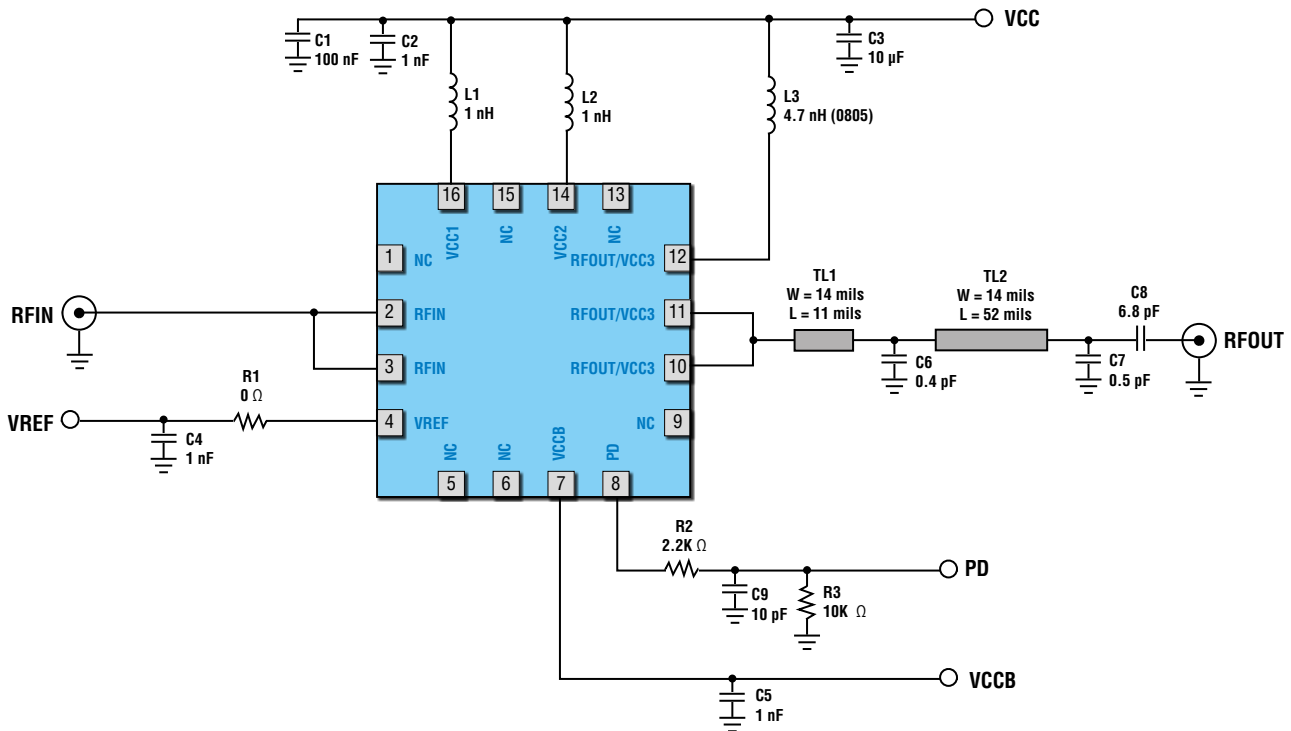 VCC
C1
100 nF
C2
1 nF
C3
10 µF
L1
1 nH
L2
1 nH
L3
4.7 nH (0805)
16
15
14
13
VCC1
NC
VCC2
NC
1
NC
RFOUT/VCC3
12
RFIN
2
RFIN
RFOUT/VCC3
11
3
RFIN
RFOUT/VCC3
10
TL1
W = 14 mils
L = 11 mils
TL2
W = 14 mils
L = 52 mils
C8
6.8 pF
RFOUT
C6
0.4 pF
C7
0.5 pF
R1
0 Ω
VREF
C4
1 nF
4
VREF
NC
9
NC
NC
VCCB
PD
5
6
7
8
R2
2.2K Ω
PD
C9
10 pF
R3
10K Ω
VCCB
C5
1 nF